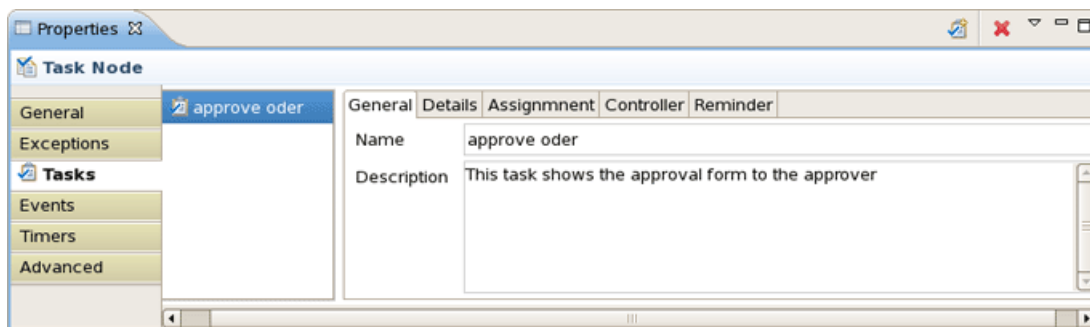 Properties
Task Node
General
Exceptions
Tasks
Events
Timers
Advanced
approve oder
General Details Assignmnent Controller Reminder
Name approve oder
Description This task shows the approval form to the approver